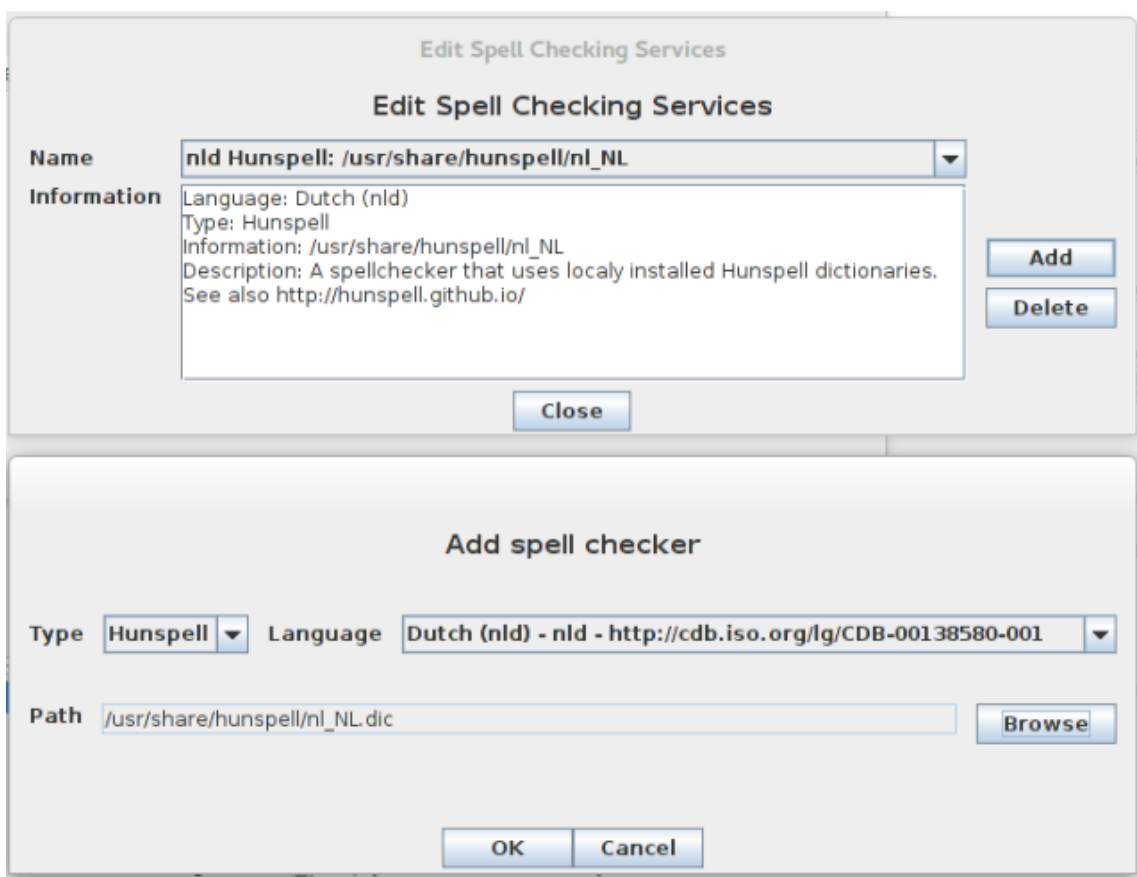 Edit Spell Checking Services
Edit Spell Checking Services
Name nld Hunspell: /usr/share/hunspell/nl_NL
Information Language: Dutch (nld)
Type: Hunspell
Information: /usr/share/hunspell/nl_NL
Description: A spellchecker that uses localy installed Hunspell dictionaries.
See also http://hunspell.github.io/
Add
Delete
Close
Add spell checker
Type Hunspell Language Dutch (nld) - nld - http://cdb.iso.org/lg/CDB-00138580-001
Path /usr/share/hunspell/nl_NL.dic Browse
OK Cancel